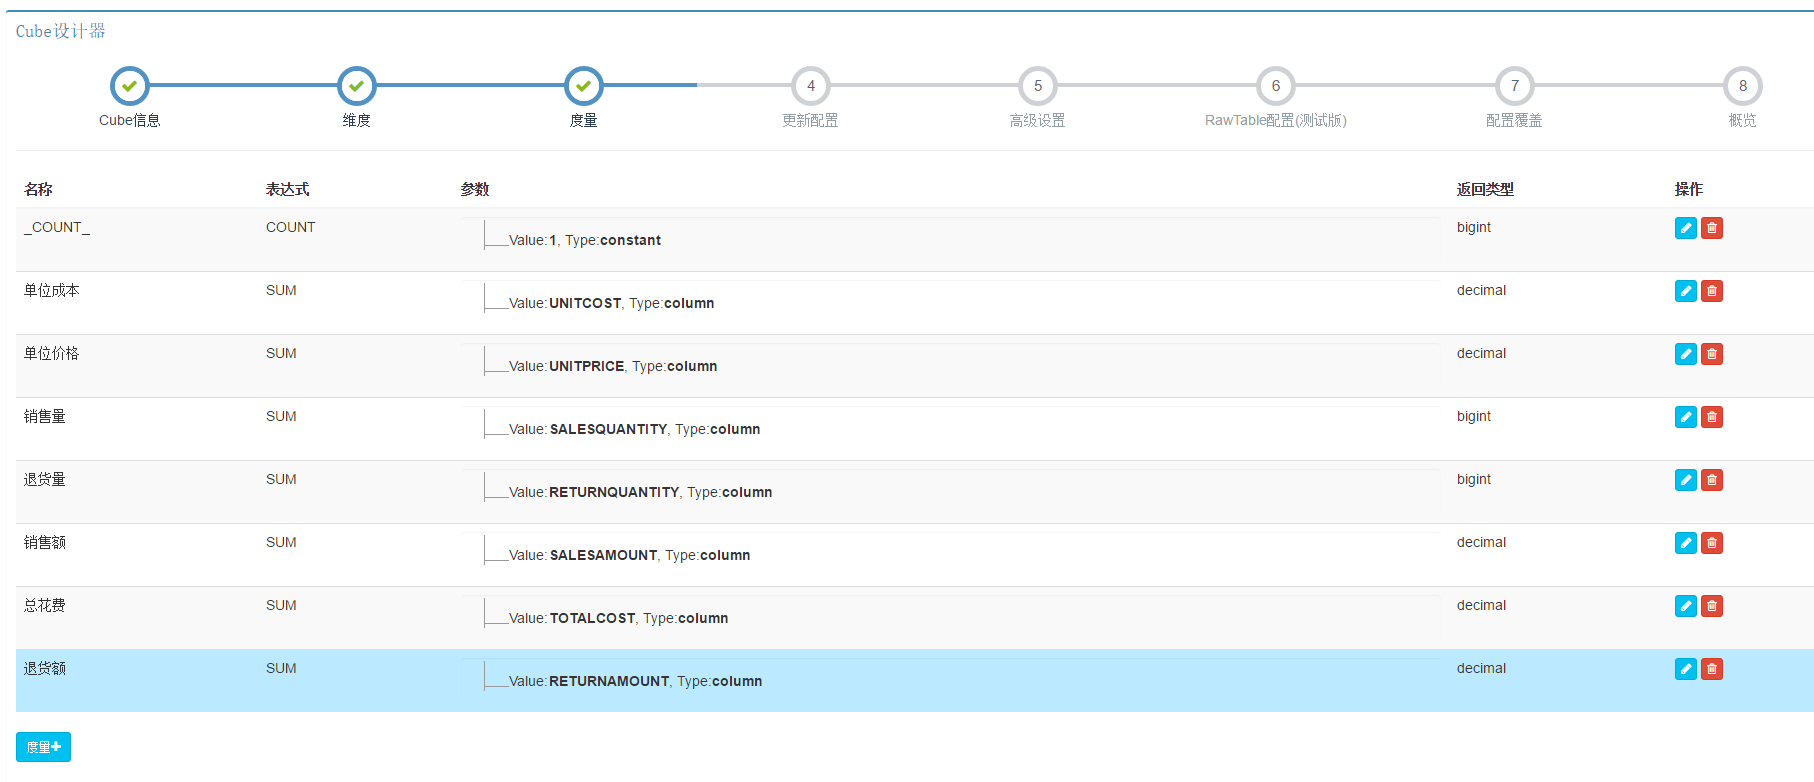 Cube设计器
4 5 6 7 8
Cube信息 维度 度量 更新配置 高级设置 RawTable配置(测试版) 配置覆盖 概览
名称 表达式 参数 返回类型 操作
_COUNT_ COUNT Value:1, Type:constant bigint
单位成本 SUM Value:UNITCOST, Type:column decimal
单位价格 SUM Value:UNITPRICE, Type:column decimal
销售量 SUM Value:SALESQUANTITY, Type:column bigint
退货量 SUM Value:RETURNQUANTITY, Type:column bigint
销售额 SUM Value:SALESAMOUNT, Type:column decimal
总花费 SUM Value:TOTALCOST, Type:column decimal
退货额 SUM Value:RETURNAMOUNT, Type:column decimal
度量+